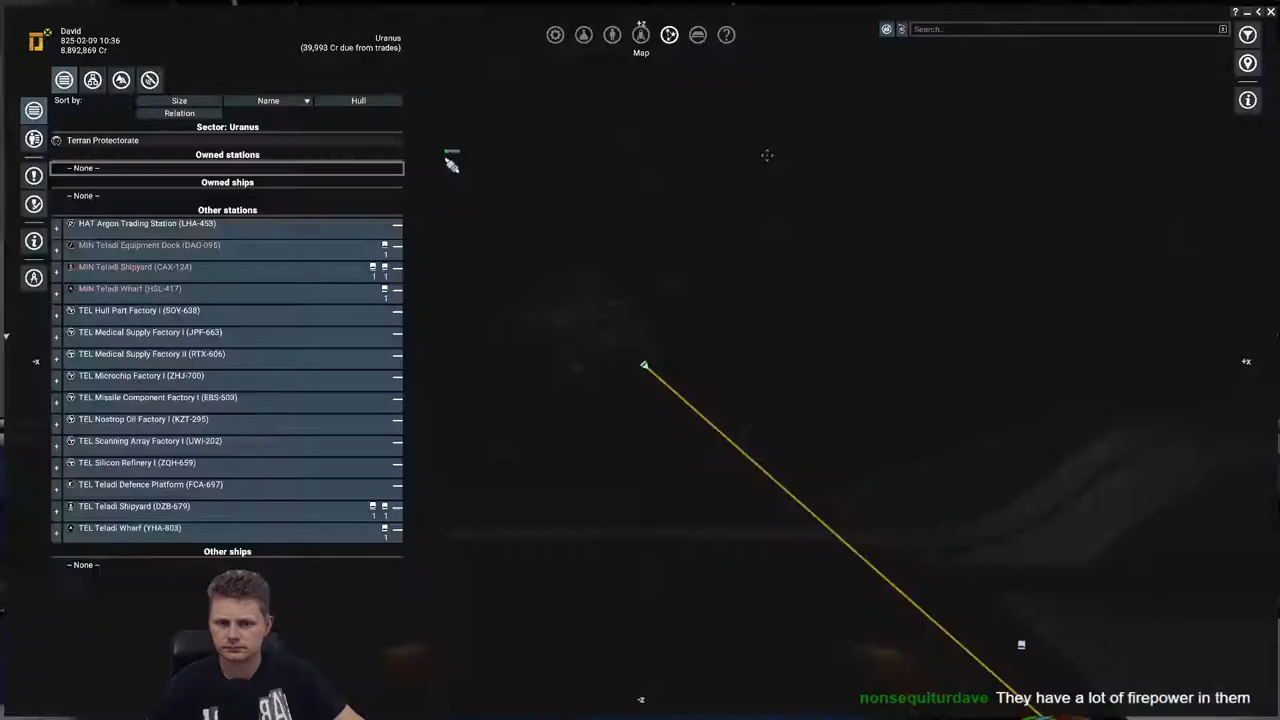 David
825-02-09 10:36
8,892,869 Cr
Uranus
(39,993 Cr due from trades)
+z
Map
Search...
Sort by:
Size
Name
Hull
Relation
Sector: Uranus
Terran Protectorate
Owned stations
-- None --
Owned ships
-- None --
Other stations
HAT Argon Trading Station (LHA-453)
MIN Teladi Equipment Dock (DAO-095)
1
MIN Teladi Shipyard (CAX-124)
1 1
MIN Teladi Wharf (HSL-417)
1
TEL Hull Part Factory I (SOY-638)
TEL Medical Supply Factory I (JPF-663)
TEL Medical Supply Factory II (RTX-606)
TEL Microchip Factory I (ZHJ-700)
TEL Missile Component Factory I (EBS-503)
TEL Nostrop Oil Factory I (KZT-295)
TEL Scanning Array Factory I (UWI-202)
TEL Silicon Refinery I (ZQH-659)
TEL Teladi Defence Platform (FCA-697)
TEL Teladi Shipyard (DZB-679)
1 1
TEL Teladi Wharf (YHA-803)
1
Other ships
-- None --
-x
+x
-z
nonsequiturdave They have a lot of firepower in them